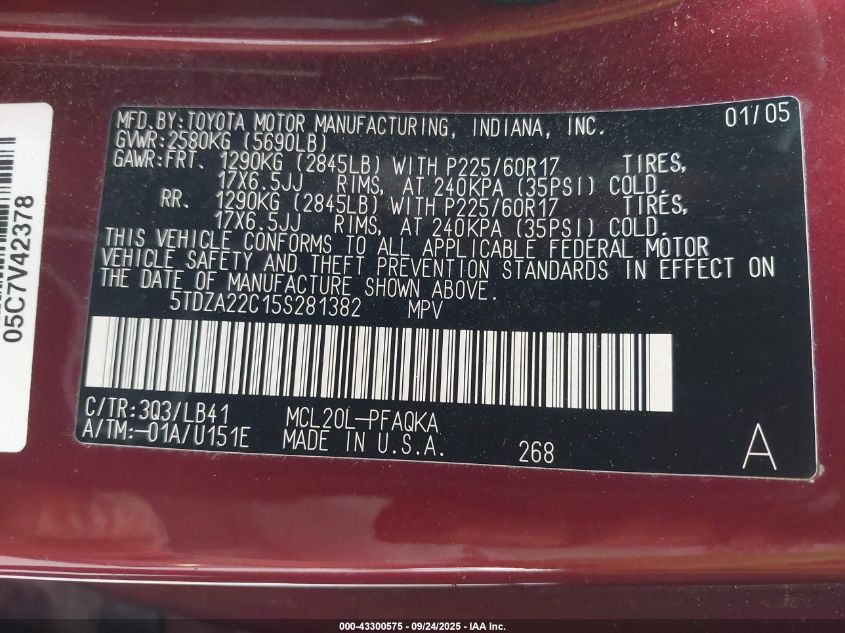 MFD.BY:TOYOTA MOTOR MANUFACTURING, INDIANA, INC. 01/05
GVWR:2580KG (5690LB)
GAWR:FRT. 1290KG (2845LB) WITH P225/60R17 TIRES,
17X6.5JJ RIMS, AT 240KPA (35PSI) COLD.
RR. 1290KG (2845LB) WITH P225/60R17 TIRES,
17X6.5JJ RIMS, AT 240KPA (35PSI) COLD.
THIS VEHICLE CONFORMS TO ALL APPLICABLE FEDERAL MOTOR
VEHICLE SAFETY AND THEFT PREVENTION STANDARDS IN EFFECT ON
THE DATE OF MANUFACTURE SHOWN ABOVE.
5TDZA22C15S281382 MPV
C/TR:3Q3/LB41 MCL20L-PFAQKA
A/TM:-01A/U151E MADE IN U.S.A. 268 A
05C7V42378
000-43300575 - 09/24/2025 - IAA Inc.